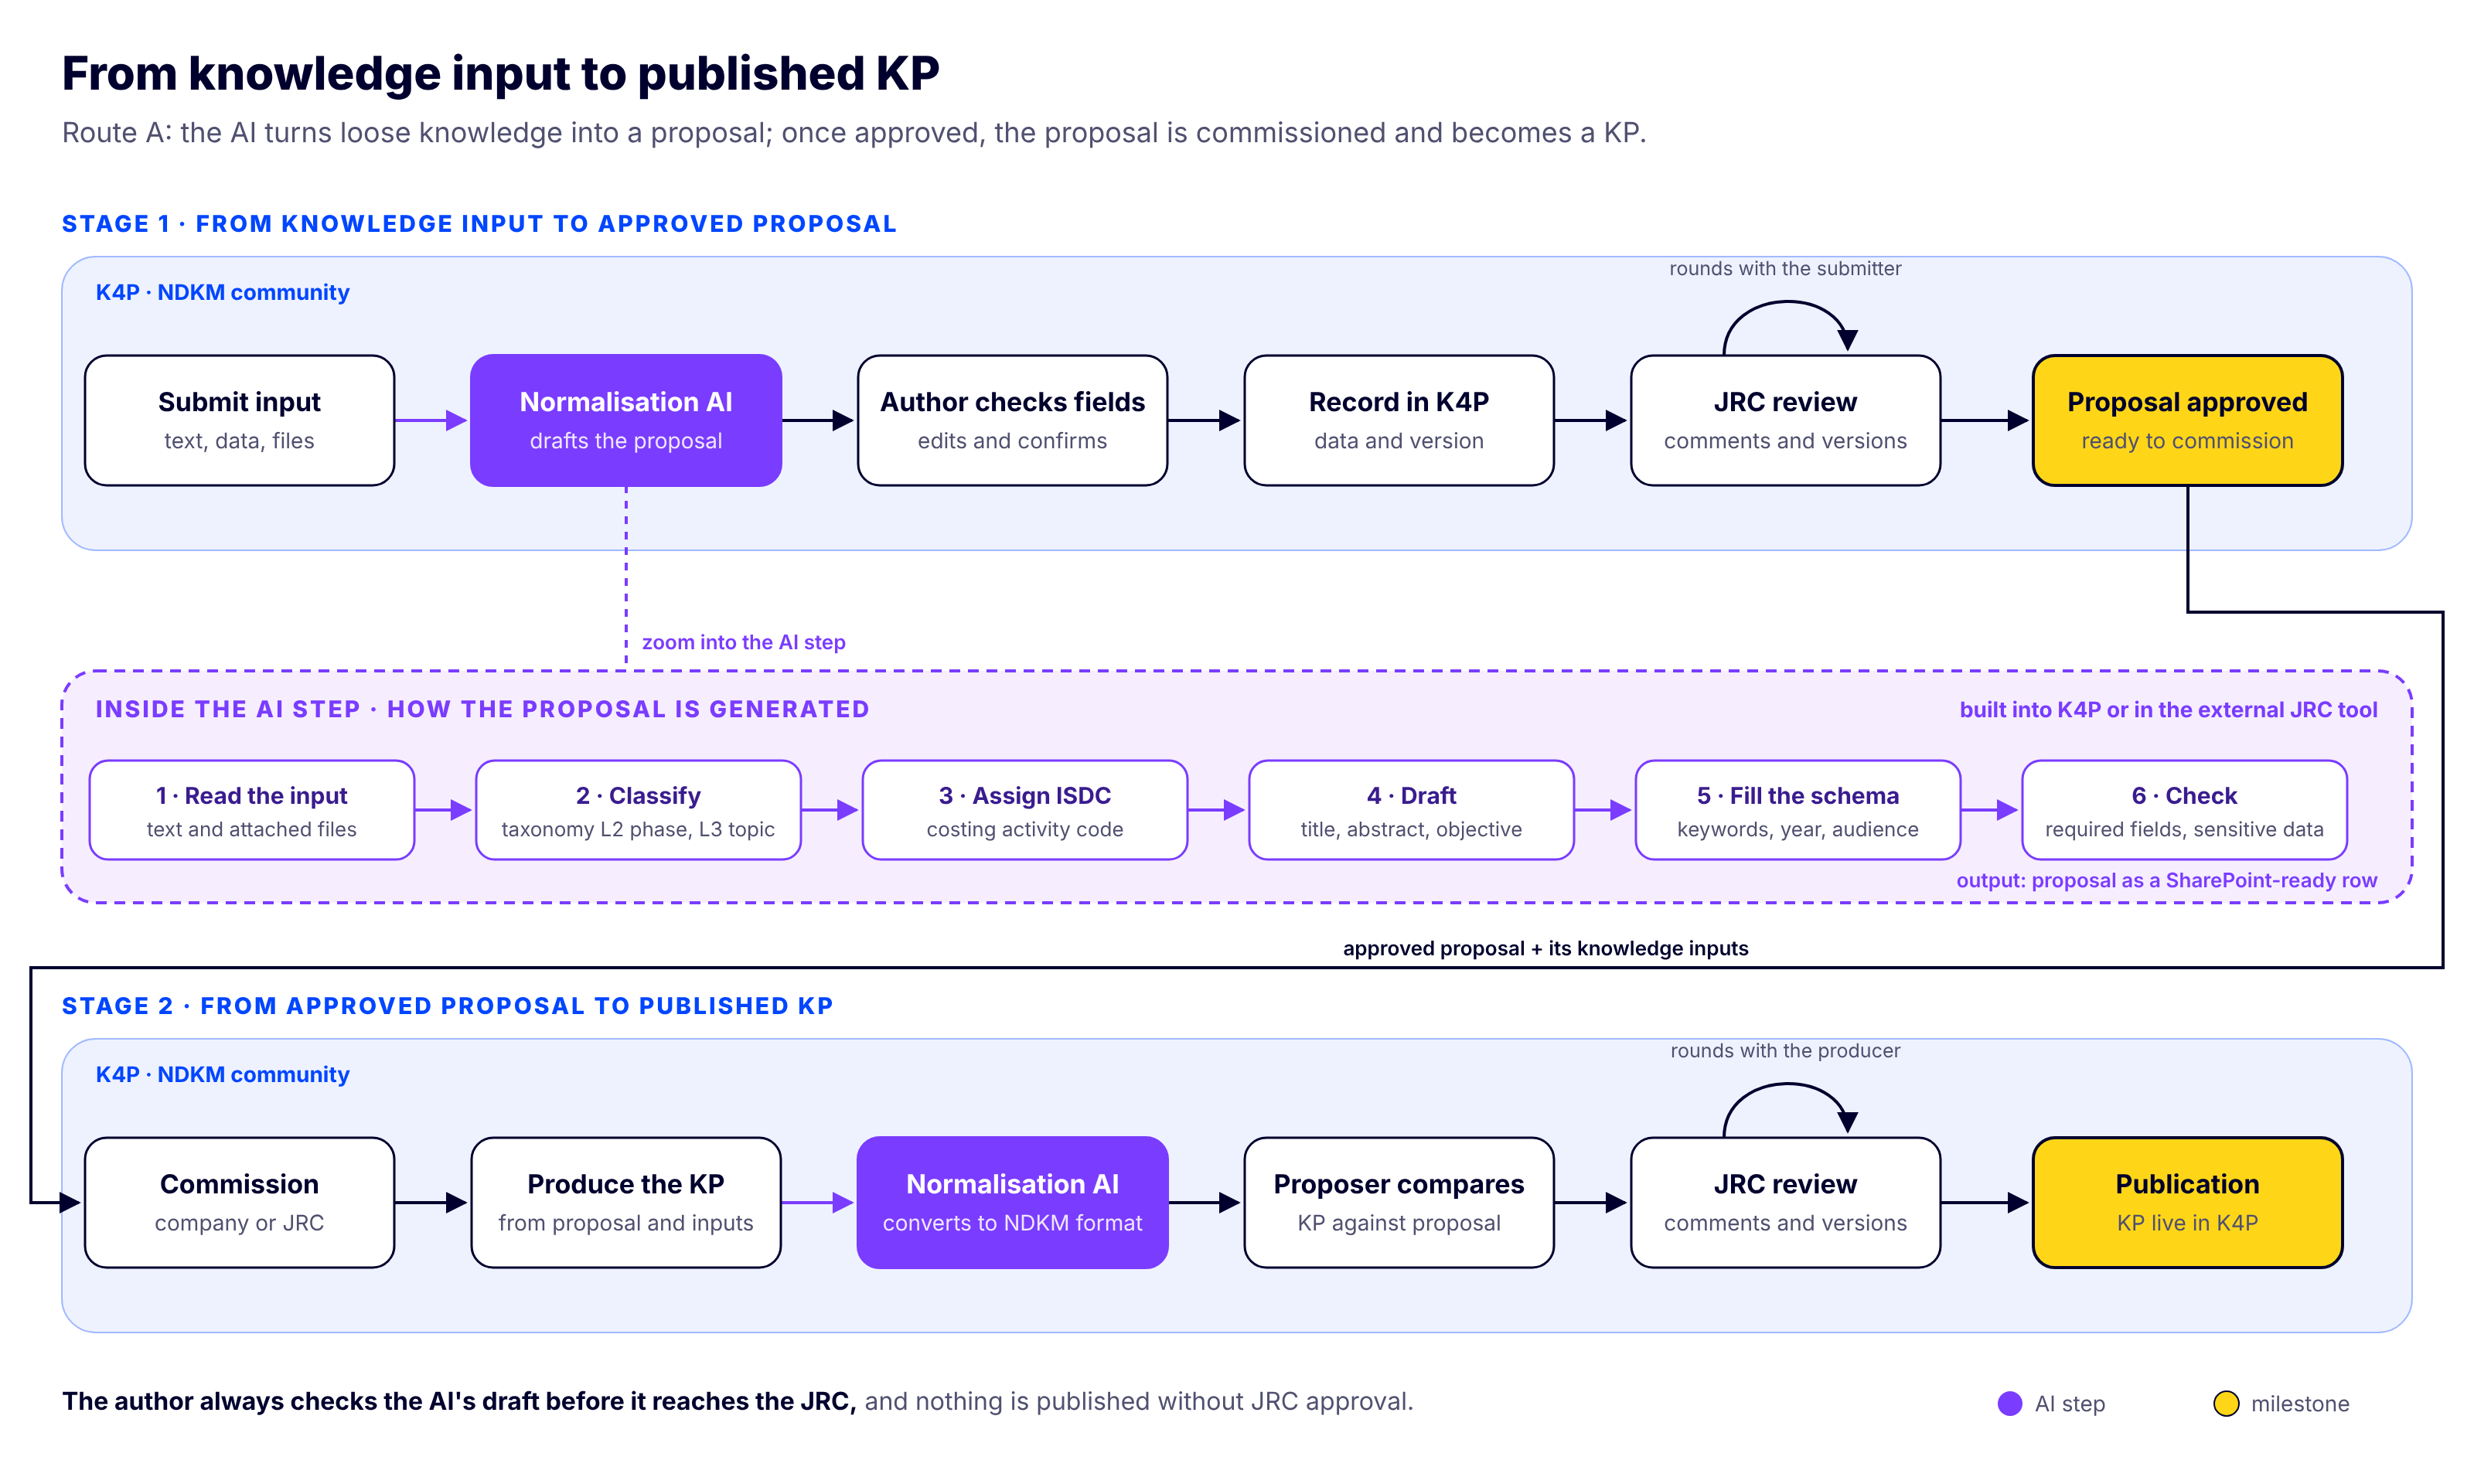 From knowledge input to published KP
Route A: the AI turns loose knowledge into a proposal; once approved, the proposal is commissioned and becomes a KP.
STAGE 1 · FROM KNOWLEDGE INPUT TO APPROVED PROPOSAL
K4P · NDKM community
rounds with the submitter
Submit input
text, data, files
Normalisation AI
drafts the proposal
Author checks fields
edits and confirms
Record in K4P
data and version
JRC review
comments and versions
Proposal approved
ready to commission
zoom into the AI step
INSIDE THE AI STEP · HOW THE PROPOSAL IS GENERATED
built into K4P or in the external JRC tool
1 · Read the input
text and attached files
2 · Classify
taxonomy L2 phase, L3 topic
3 · Assign ISDC
costing activity code
4 · Draft
title, abstract, objective
5 · Fill the schema
keywords, year, audience
6 · Check
required fields, sensitive data
output: proposal as a SharePoint-ready row
approved proposal + its knowledge inputs
STAGE 2 · FROM APPROVED PROPOSAL TO PUBLISHED KP
K4P · NDKM community
rounds with the producer
Commission
company or JRC
Produce the KP
from proposal and inputs
Normalisation AI
converts to NDKM format
Proposer compares
KP against proposal
JRC review
comments and versions
Publication
KP live in K4P
The author always checks the AI's draft before it reaches the JRC, and nothing is published without JRC approval.
AI step
milestone